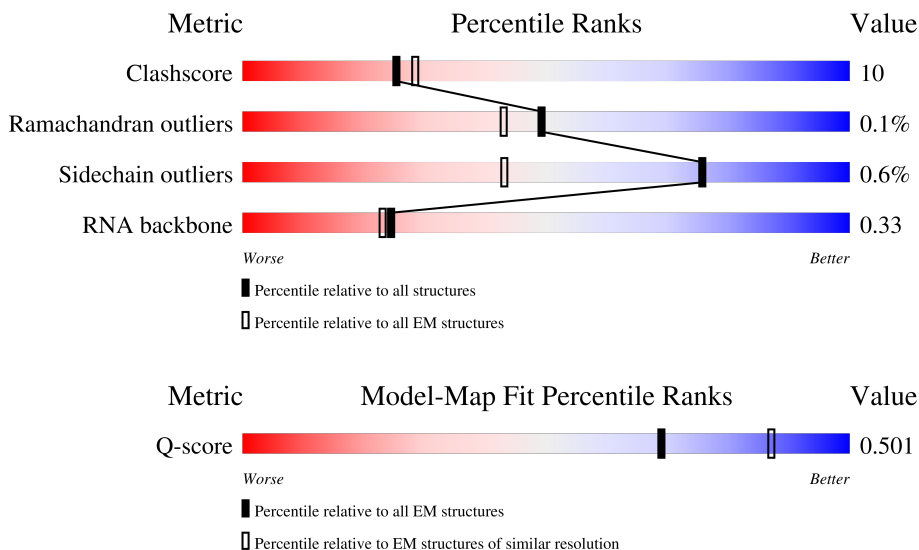 Metric Percentile Ranks Value
Clashscore 10
Ramachandran outliers 0.1%
Sidechain outliers 0.6%
RNA backbone 0.33
Worse Better
Percentile relative to all structures
Percentile relative to all EM structures
Metric Model-Map Fit Percentile Ranks Value
Q-score 0.501
Worse Better
Percentile relative to all EM structures
Percentile relative to EM structures of similar resolution